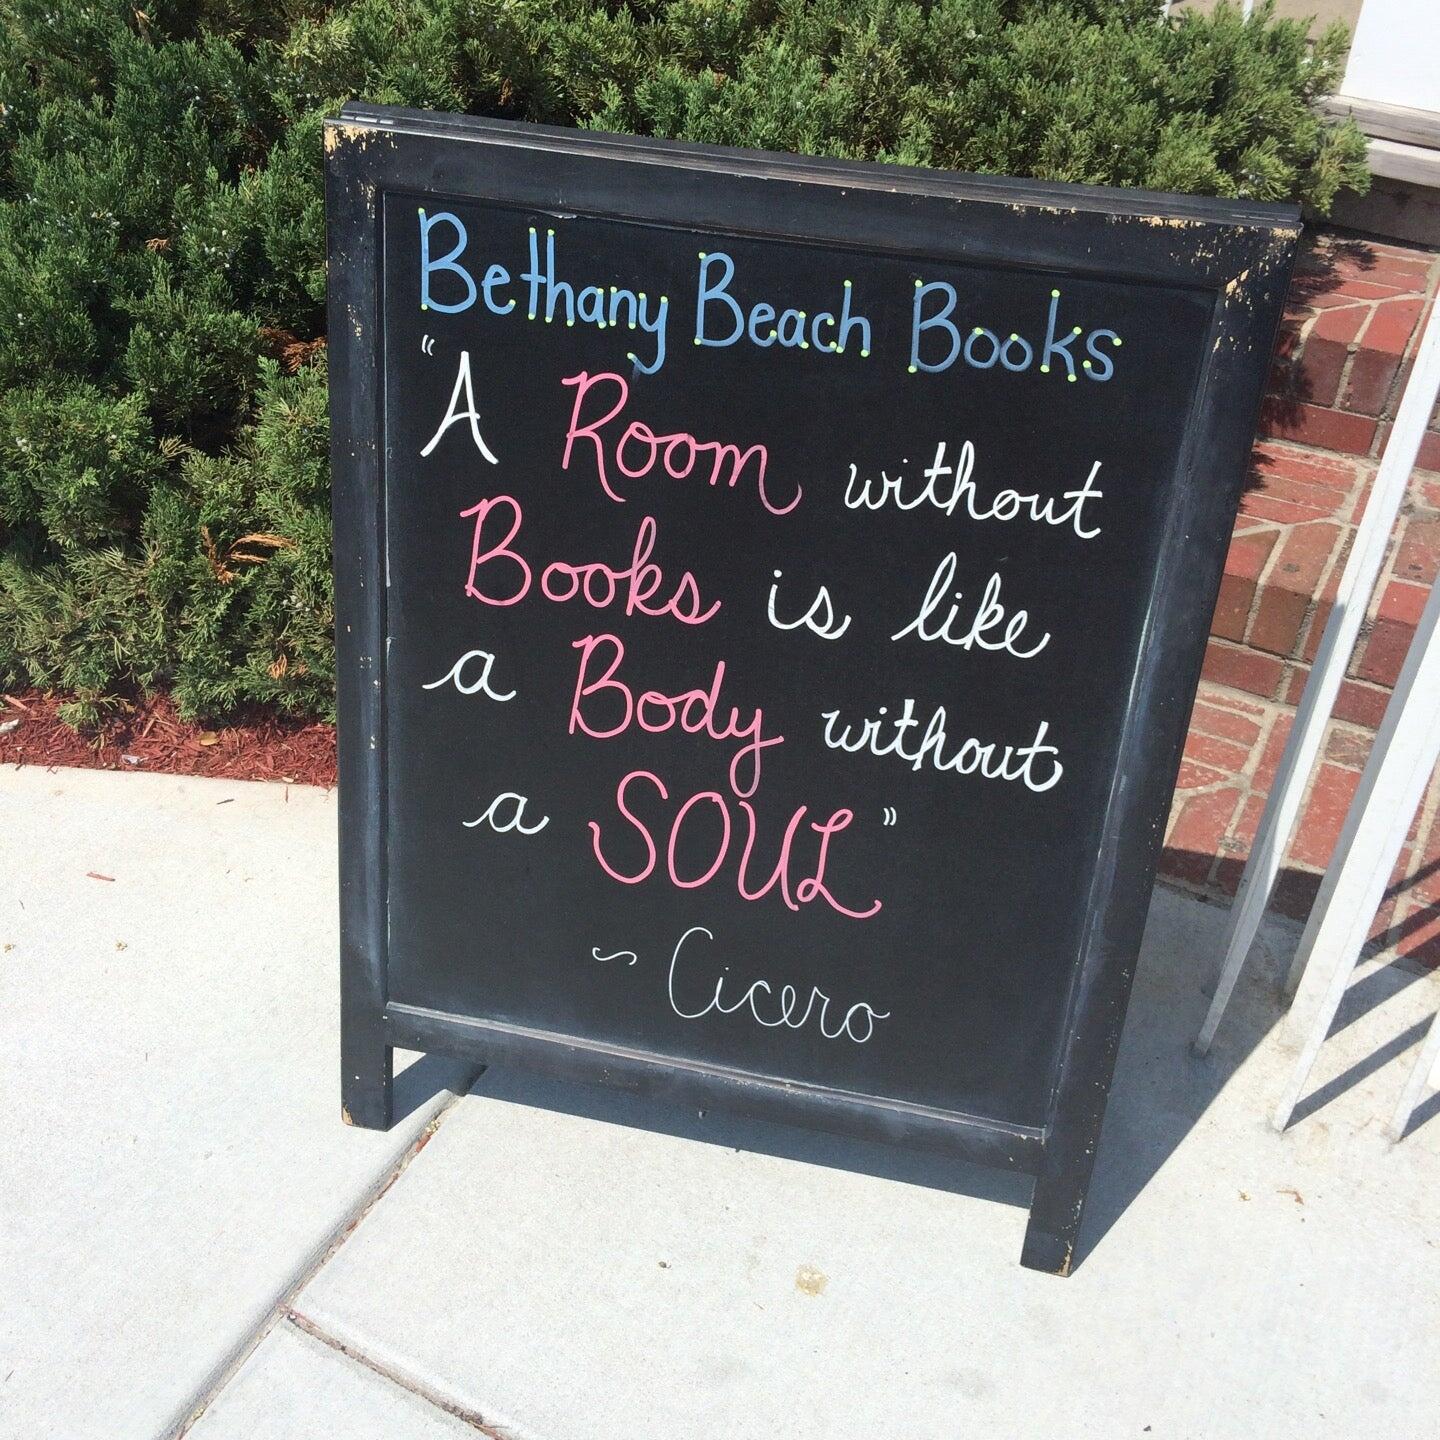 Bethany Beach Books
"A Room without
Books is like
a Body without
a SOUL"
~ Cicero